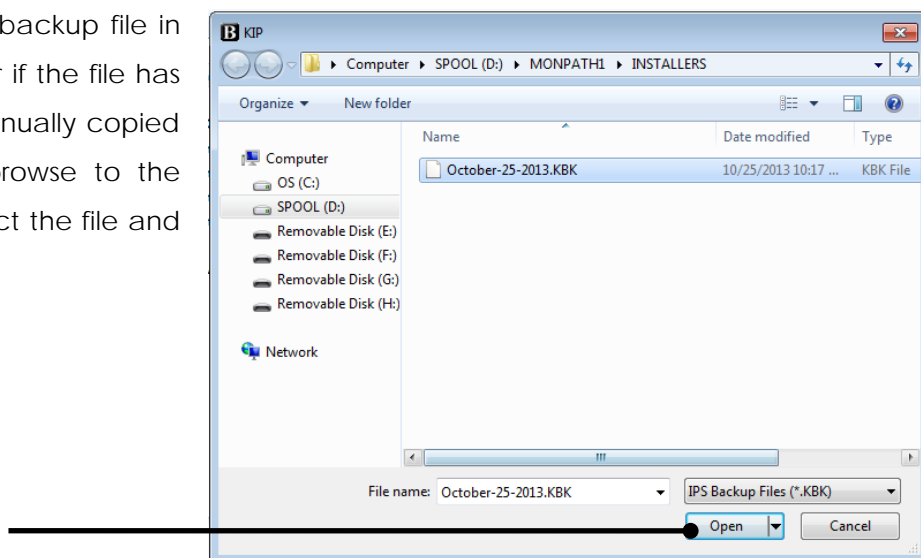 backup file in
if the file has
nually copied
rowse to the
ct the file and
KIP
Computer SPOOL (D:) MONPATH1 INSTALLERS
Organize New folder
Name Date modified Type
Computer
OS (C:)
SPOOL (D:)
Removable Disk (E:)
Removable Disk (F:)
Removable Disk (G:)
Removable Disk (H:)
Network
October-25-2013.KBK 10/25/2013 10:17 ... KBK File
File name: October-25-2013.KBK IPS Backup Files (*.KBK)
Open Cancel